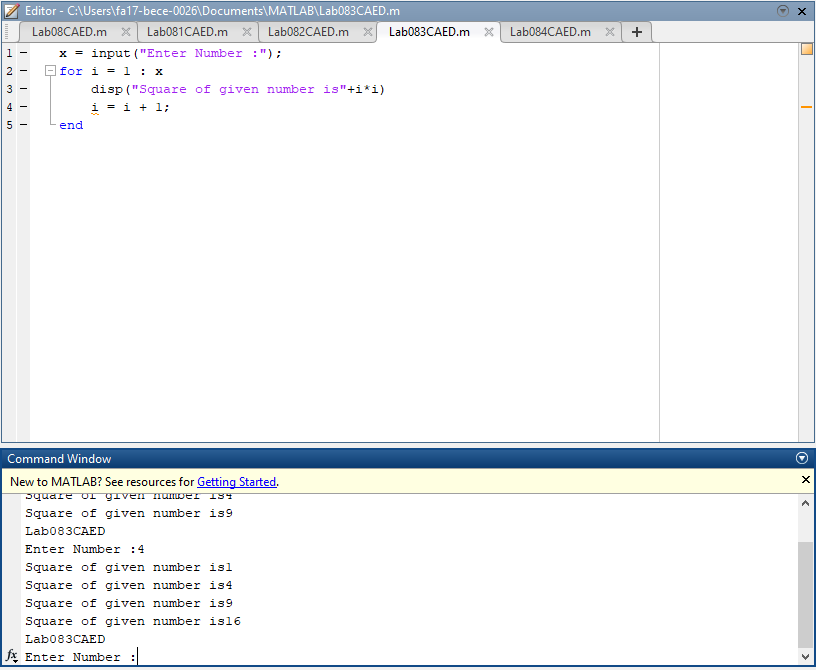 Editor - C:\Users\fa17-bece-0026\Documents\MATLAB\Lab083CAED.m
Lab08CAED.m Lab081CAED.m Lab082CAED.m Lab083CAED.m Lab084CAED.m
1 x = input("Enter Number :");
2 for i = 1 : x
3 disp("Square of given number is"+i*i)
4 i = i + 1;
5 end
Command Window
New to MATLAB? See resources for Getting Started.
Square of given number is4
Square of given number is9
Lab083CAED
Enter Number :4
Square of given number is1
Square of given number is4
Square of given number is9
Square of given number is16
Lab083CAED
fx Enter Number :